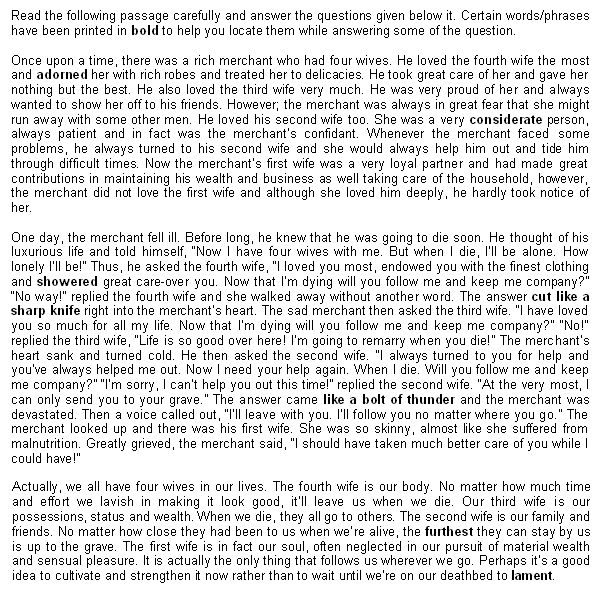 Read the following passage carefully and answer the questions given below it. Certain words/phrases
have been printed in bold to help you locate them while answering some of the question.
Once upon a time, there was a rich merchant who had four wives. He loved the fourth wife the most
and adorned her with rich robes and treated her to delicacies. He took great care of her and gave her
nothing but the best. He also loved the third wife very much. He was very proud of her and always
wanted to show her off to his friends. However; the merchant was always in great fear that she might
run away with some other men. He loved his second wife too. She was a very considerate person,
always patient and in fact was the merchant's confidant. Whenever the merchant faced some
problems, he always turned to his second wife and she would always help him out and tide him
through difficult times. Now the merchant's first wife was a very loyal partner and had made great
contributions in maintaining his wealth and business as well taking care of the household, however,
the merchant did not love the first wife and although she loved him deeply, he hardly took notice of
her.
One day, the merchant fell ill. Before long, he knew that he was going to die soon. He thought of his
luxurious life and told himself, "Now I have four wives with me. But when I die, I'll be alone. How
lonely I'll be!" Thus, he asked the fourth wife, "I loved you most, endowed you with the finest clothing
and showered great care-over you. Now that I'm dying will you follow me and keep me company?"
"No way!" replied the fourth wife and she walked away without another word. The answer cut like a
sharp knife right into the merchant's heart. The sad merchant then asked the third wife. "I have loved
you so much for all my life. Now that I'm dying will you follow me and keep me company?" "No!"
replied the third wife, "Life is so good over here! I'm going to remarry when you die!" The merchant's
heart sank and turned cold. He then asked the second wife. "I always turned to you for help and
you've always helped me out. Now I need your help again. When I die. Will you follow me and keep
me company?" "I'm sorry, I can't help you out this time!" replied the second wife. "At the very most, I
can only send you to your grave." The answer came like a bolt of thunder and the merchant was
devastated. Then a voice called out, "I'll leave with you. I'll follow you no matter where you go." The
merchant looked up and there was his first wife. She was so skinny, almost like she suffered from
malnutrition. Greatly grieved, the merchant said, "I should have taken much better care of you while I
could have!"
Actually, we all have four wives in our lives. The fourth wife is our body. No matter how much time
and effort we lavish in making it look good, it'll leave us when we die. Our third wife is our
possessions, status and wealth. When we die, they all go to others. The second wife is our family and
friends. No matter how close they had been to us when we're alive, the furthest they can stay by us
is up to the grave. The first wife is in fact our soul, often neglected in our pursuit of material wealth
and sensual pleasure. It is actually the only thing that follows us wherever we go. Perhaps it's a good
idea to cultivate and strengthen it now rather than to wait until we're on our deathbed to lament.